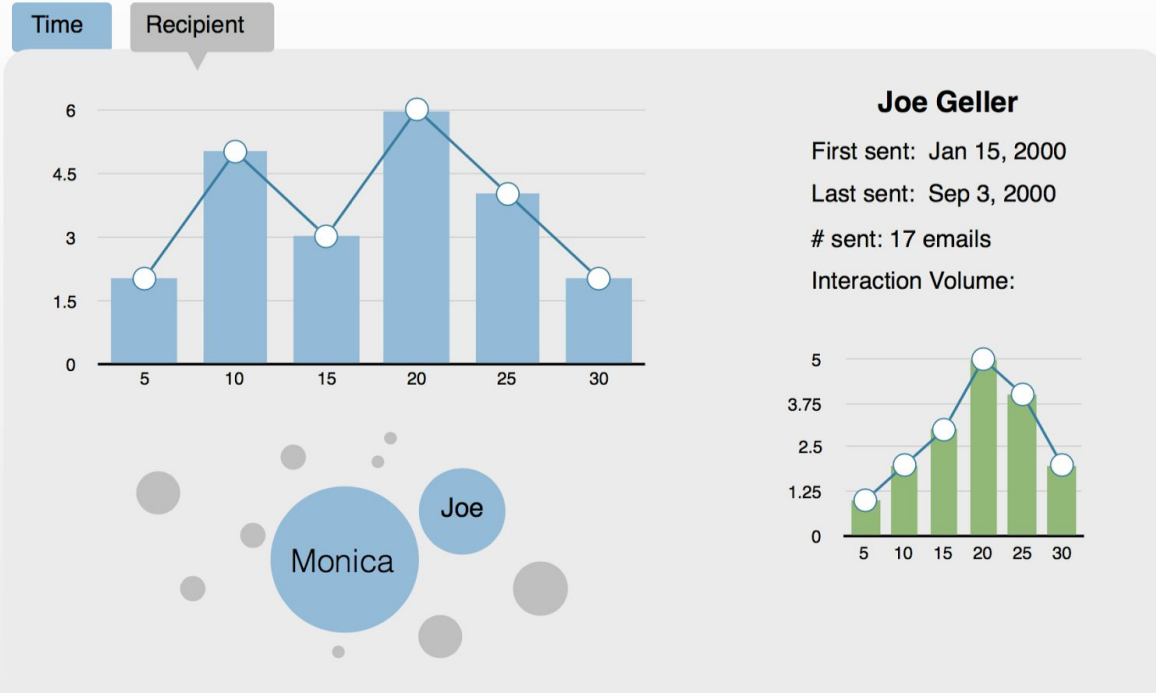 Time
Recipient
6
4.5
3
1.5
0
5 10 15 20 25 30
Joe Geller
First sent: Jan 15, 2000
Last sent: Sep 3, 2000
# sent: 17 emails
Interaction Volume:
5
3.75
2.5
1.25
0
5 10 15 20 25 30
Joe
Monica